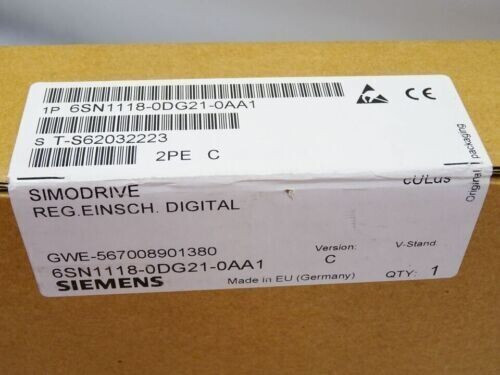 1P 6SN1118-0DG21-0AA1
S T-S62032223
2PE C
CE
Original packaging
cULus
SIMODRIVE
REG.EINSCH. DIGITAL
GWE-567008901380
6SN1118-0DG21-0AA1
SIEMENS
Made in EU (Germany)
Version:
C
V-Stand
QTY: 1